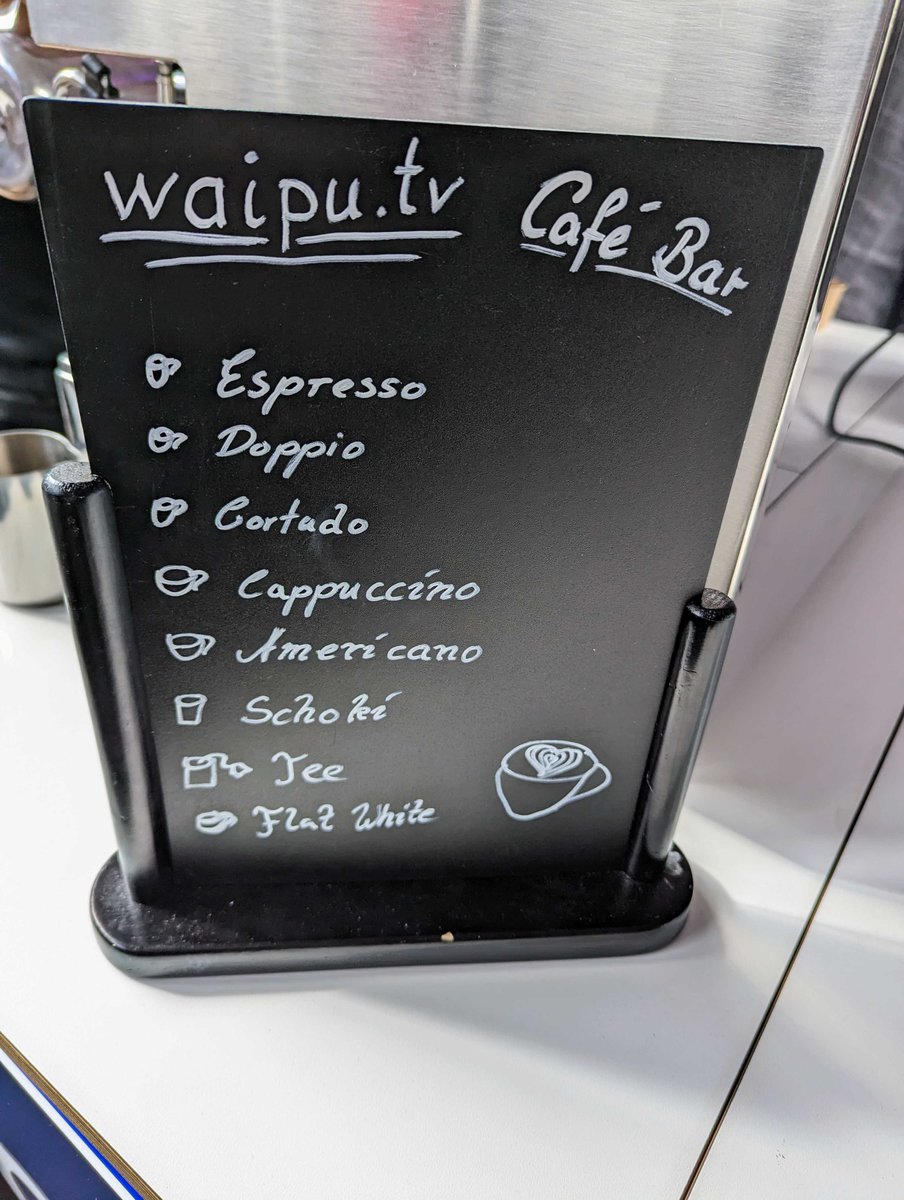 waipu.tv Café Bar
Espresso
Doppio
Cortado
Cappuccino
Americano
Schoki
Tee
Flat White